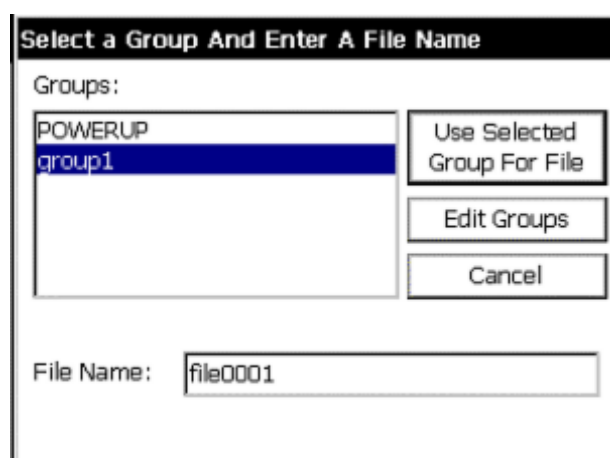 Select a Group And Enter A File Name
Groups:
POWERUP
group1
Use Selected
Group For File
Edit Groups
Cancel
File Name:
file0001